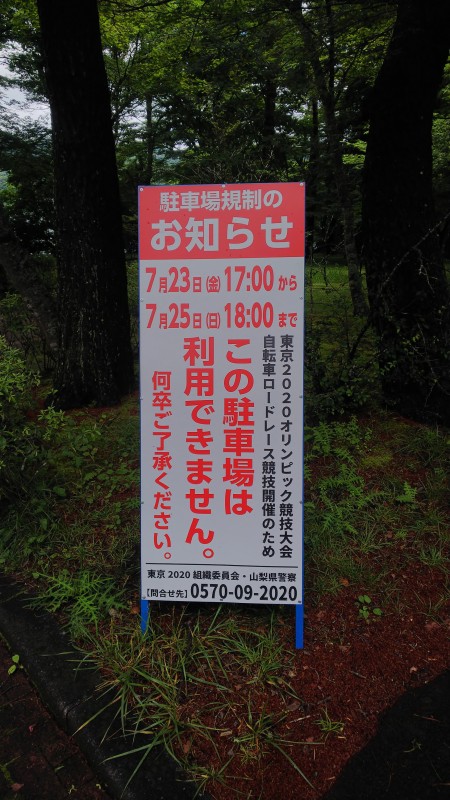 駐車場規制の
お知らせ
7月23日(金)17:00から
7月25日(日)18:00まで
東京2020オリンピック競技大会
自転車ロードレース競技開催のため
この駐車場は
利用できません。
何卒ご了承ください。
東京2020組織委員会・山梨県警察
【問合せ先】0570-09-2020